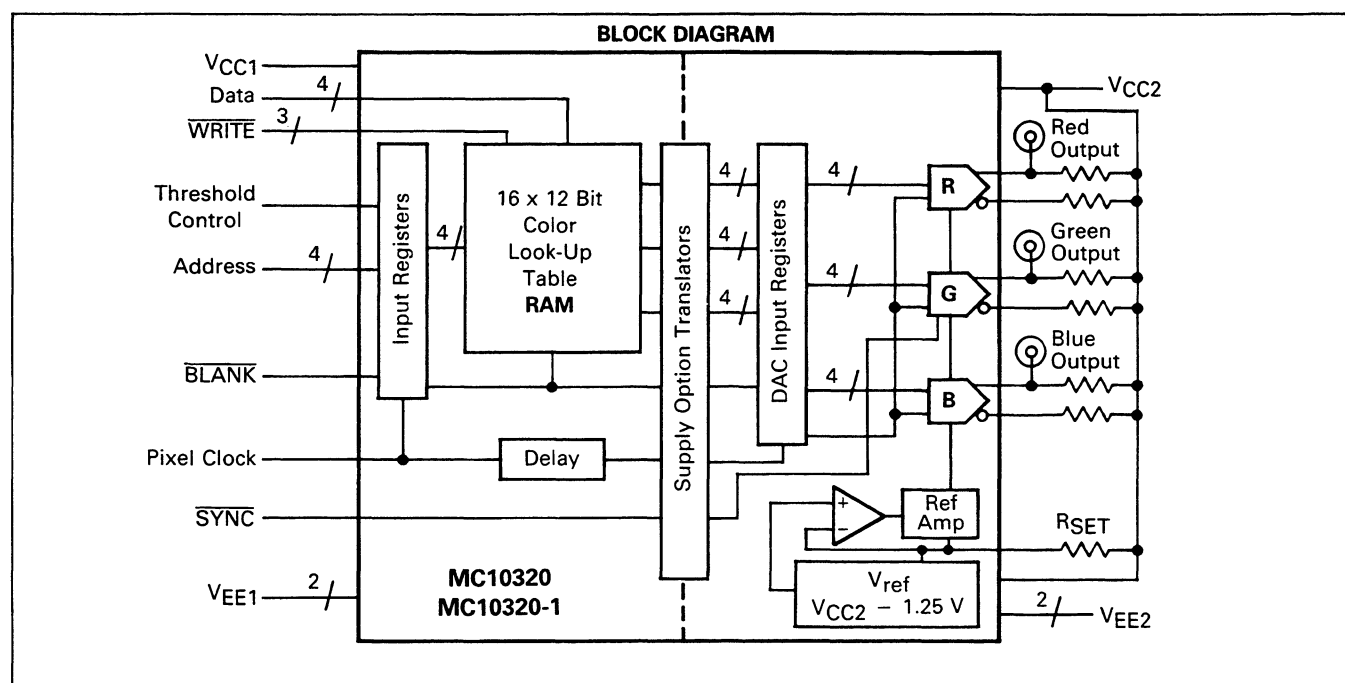 BLOCK DIAGRAM
VCC1
Data
4
WRITE
3
Threshold
Control
Address
4
BLANK
Pixel Clock
SYNC
VEE1
2
Input Registers
4
16 x 12 Bit
Color
Look-Up
Table
RAM
Delay
MC10320
MC10320-1
Supply Option Translators
4
4
4
DAC Input Registers
4
4
4
R
G
B
+
−
Ref
Amp
Vref
VCC2 − 1.25 V
VCC2
Red
Output
Green
Output
Blue
Output
RSET
2
VEE2